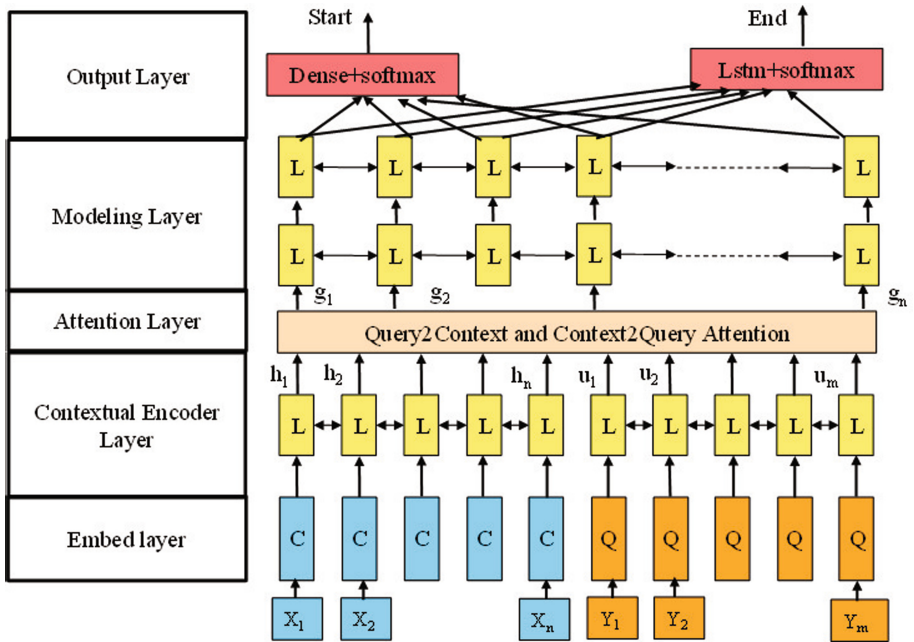 Start
End
Output Layer
Dense+softmax
Lstm+softmax
L L L L L
Modeling Layer
L L L L L
g1 g2 gn
Attention Layer
Query2Context and Context2Query Attention
h1 h2 hn u1 u2 um
Contextual Encoder
Layer
L L L L L L L L L L
Embed layer
C C C C C Q Q Q Q Q
X1 X2 Xn Y1 Y2 Ym